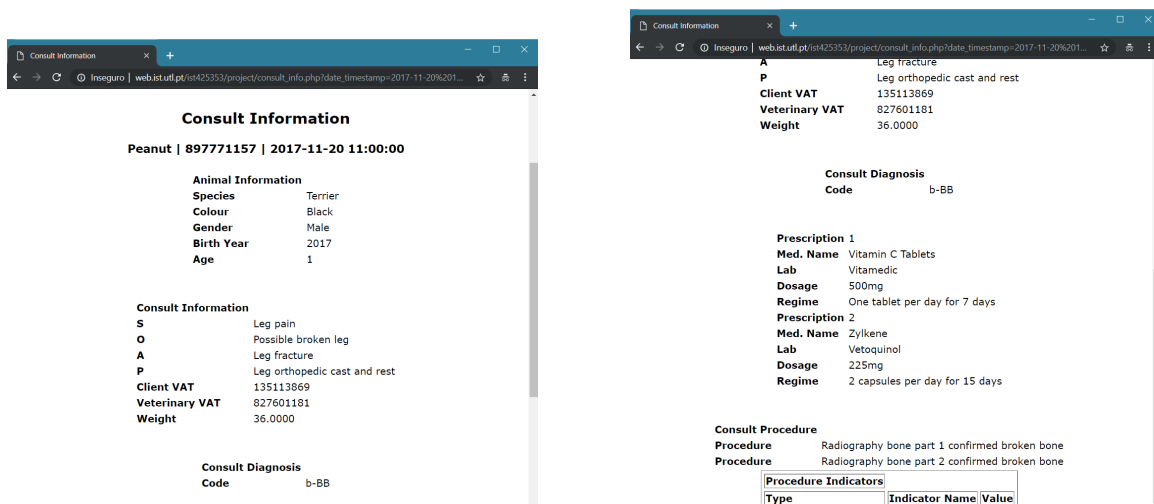 Consult Information
Inseguro | web.ist.utl.pt/ist425353/project/consult_info.php?date_timestamp=2017-11-20%201...
Consult Information
Peanut | 897771157 | 2017-11-20 11:00:00
Animal Information
Species Terrier
Colour Black
Gender Male
Birth Year 2017
Age 1
Consult Information
S Leg pain
O Possible broken leg
A Leg fracture
P Leg orthopedic cast and rest
Client VAT 135113869
Veterinary VAT 827601181
Weight 36.0000
Consult Diagnosis
Code b-BB
Consult Information
Inseguro | web.ist.utl.pt/ist425353/project/consult_info.php?date_timestamp=2017-11-20%201...
A Leg fracture
P Leg orthopedic cast and rest
Client VAT 135113869
Veterinary VAT 827601181
Weight 36.0000
Consult Diagnosis
Code b-BB
Prescription 1
Med. Name Vitamin C Tablets
Lab Vitamedic
Dosage 500mg
Regime One tablet per day for 7 days
Prescription 2
Med. Name Zylkene
Lab Vetoquinol
Dosage 225mg
Regime 2 capsules per day for 15 days
Consult Procedure
Procedure Radiography bone part 1 confirmed broken bone
Procedure Radiography bone part 2 confirmed broken bone
Procedure Indicators
Type Indicator Name Value